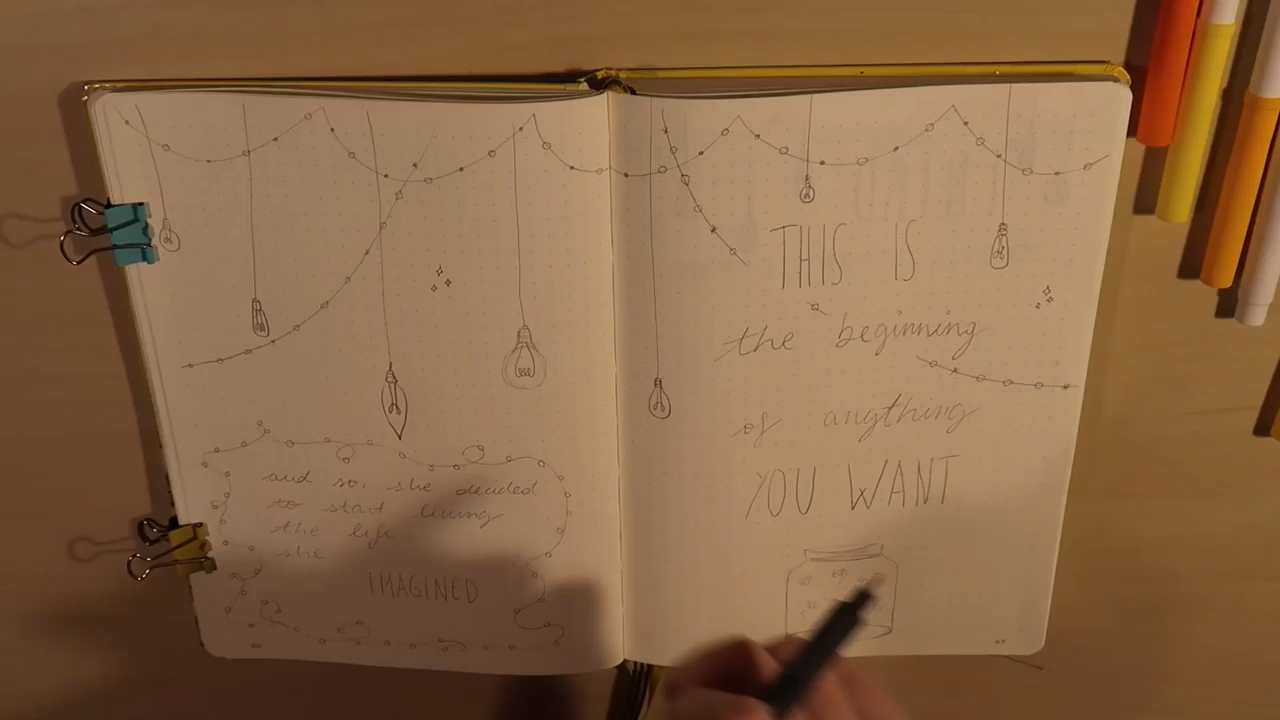 and so, she decided
to start living
the life
she
IMAGINED
THIS IS
the beginning
of anything
YOU WANT